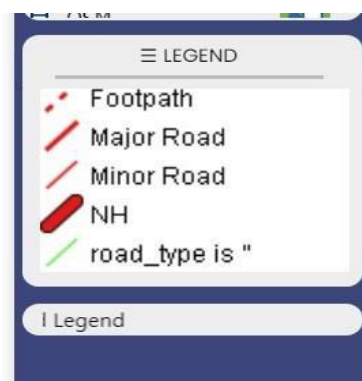 ☰ LEGEND
Footpath
Major Road
Minor Road
NH
road_type is ''
Legend